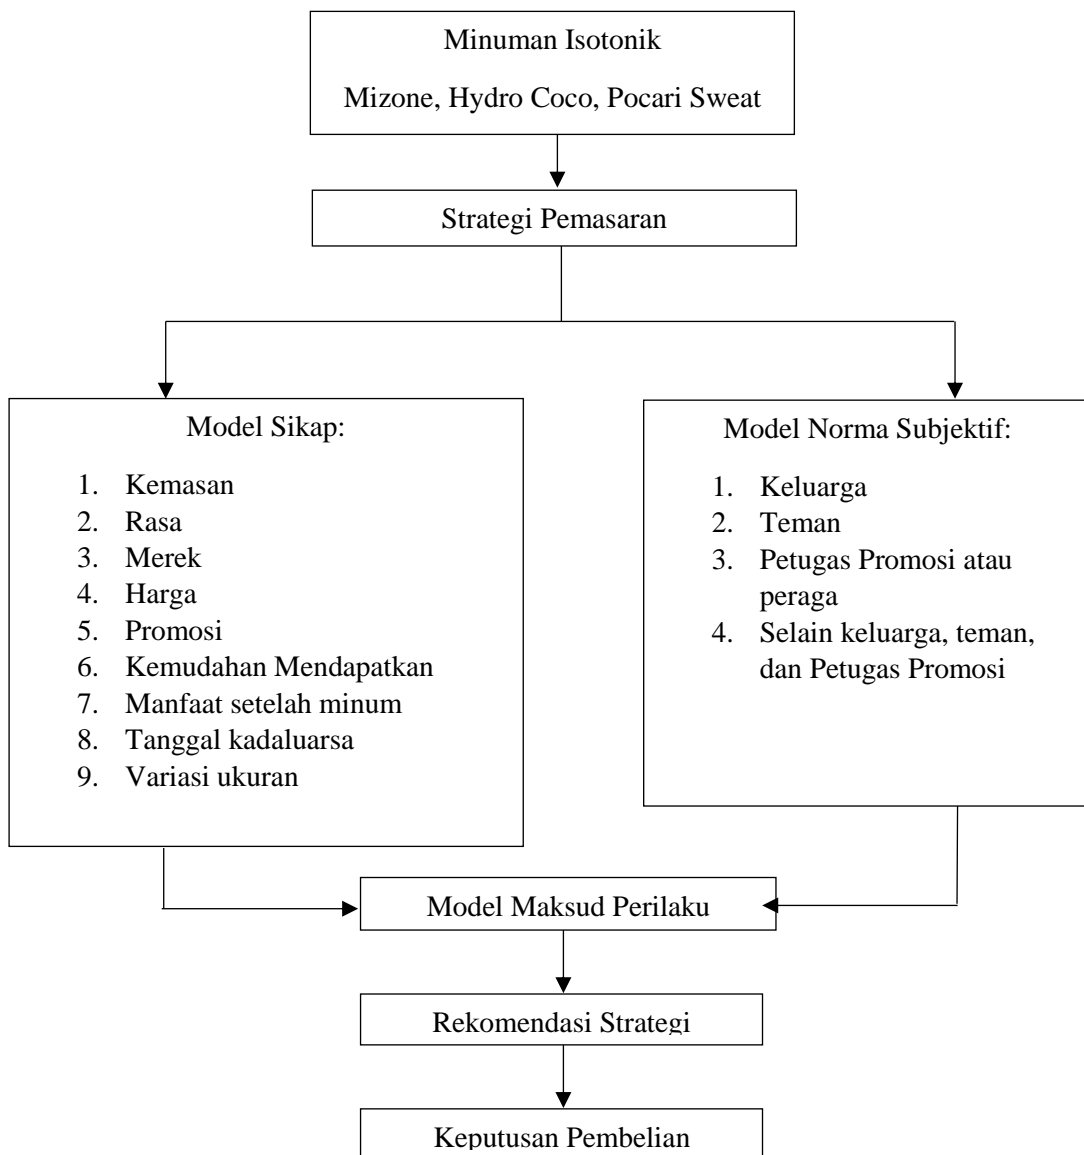 Minuman Isotonik
Mizone, Hydro Coco, Pocari Sweat
Strategi Pemasaran
Model Sikap:
1. Kemasan
2. Rasa
3. Merek
4. Harga
5. Promosi
6. Kemudahan Mendapatkan
7. Manfaat setelah minum
8. Tanggal kadaluarsa
9. Variasi ukuran
Model Norma Subjektif:
1. Keluarga
2. Teman
3. Petugas Promosi atau
peraga
4. Selain keluarga, teman,
dan Petugas Promosi
Model Maksud Perilaku
Rekomendasi Strategi
Keputusan Pembelian